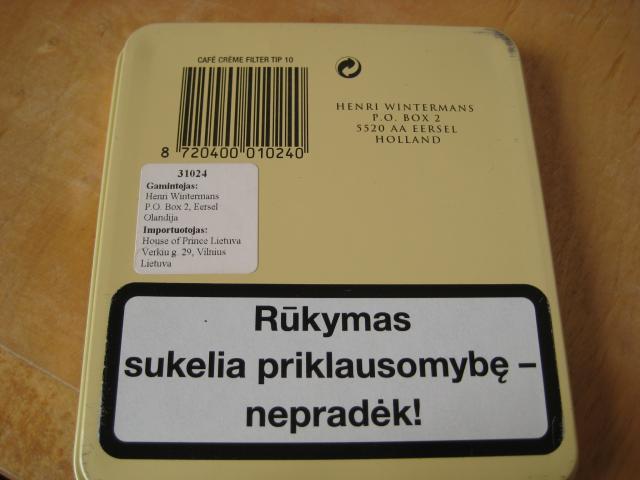 CAFÉ CRÈME FILTER TIP 10
8 720400 010240
HENRI WINTERMANS
P.O. BOX 2
5520 AA EERSEL
HOLLAND
31024
Gamintojas:
Henri Wintermans
P.O. Box 2, Eersel
Olandija
Importuotojas:
House of Prince Lietuva
Verkiu g. 29, Vilnius
Lietuva
Rūkymas
sukelia priklausomybę –
nepradėk!